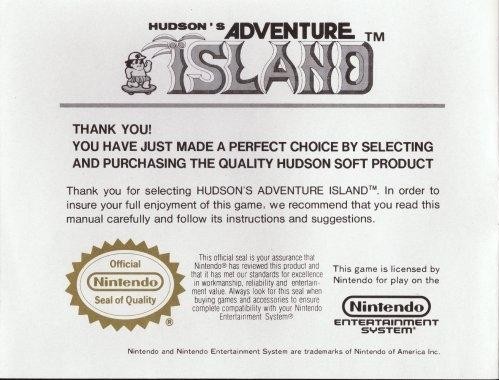 HUDSON'S ADVENTURE
ISLAND™
THANK YOU!
YOU HAVE JUST MADE A PERFECT CHOICE BY SELECTING
AND PURCHASING THE QUALITY HUDSON SOFT PRODUCT
Thank you for selecting HUDSON'S ADVENTURE ISLAND™. In order to
insure your full enjoyment of this game, we recommend that you read this
manual carefully and follow its instructions and suggestions.
Official
Nintendo
Seal of Quality
®
This official seal is your assurance that
Nintendo® has reviewed this product and
that it has met our standards for excellence
in workmanship, reliability and entertain-
ment value. Always look for this seal when
buying games and accessories to ensure
complete compatibility with your Nintendo
Entertainment System®
This game is licensed by
Nintendo for play on the
Nintendo
ENTERTAINMENT
SYSTEM®
Nintendo and Nintendo Entertainment System are trademarks of Nintendo of America Inc.